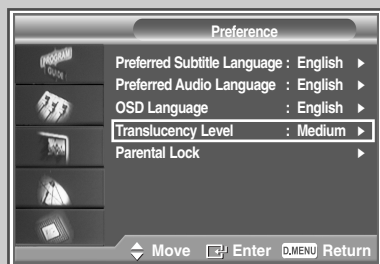 Preference
PROGRAM GUIDE
Preferred Subtitle Language : English
Preferred Audio Language : English
OSD Language : English
Translucency Level : Medium
Parental Lock
Move Enter D.MENU Return